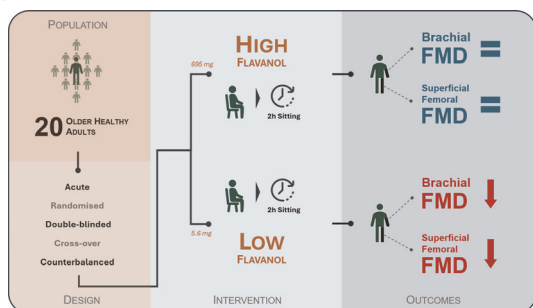 POPULATION
20 OLDER HEALTHY
ADULTS
Acute
Randomised
Double-blinded
Cross-over
Counterbalanced
DESIGN
695 mg
HIGH
FLAVANOL
2h Sitting
2h Sitting
5.6 mg
LOW
FLAVANOL
INTERVENTION
Brachial
FMD
Superficial
Femoral
FMD
Brachial
FMD
Superficial
Femoral
FMD
OUTCOMES